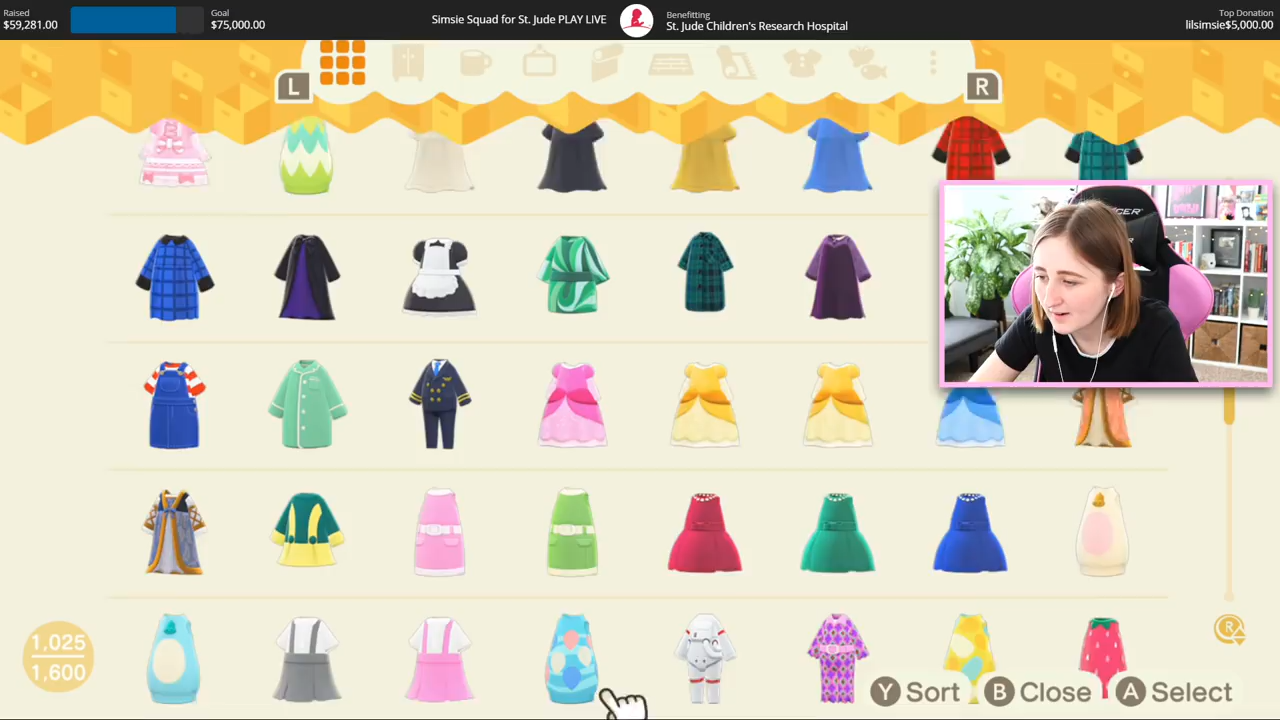 Raised
$59,281.00
Goal
$75,000.00
Simsie Squad for St. Jude PLAY LIVE
Benefitting
St. Jude Children's Research Hospital
Top Donation
lilsimsie$5,000.00
L
R
CER
1,025
1,600
R
Y Sort
B Close
A Select